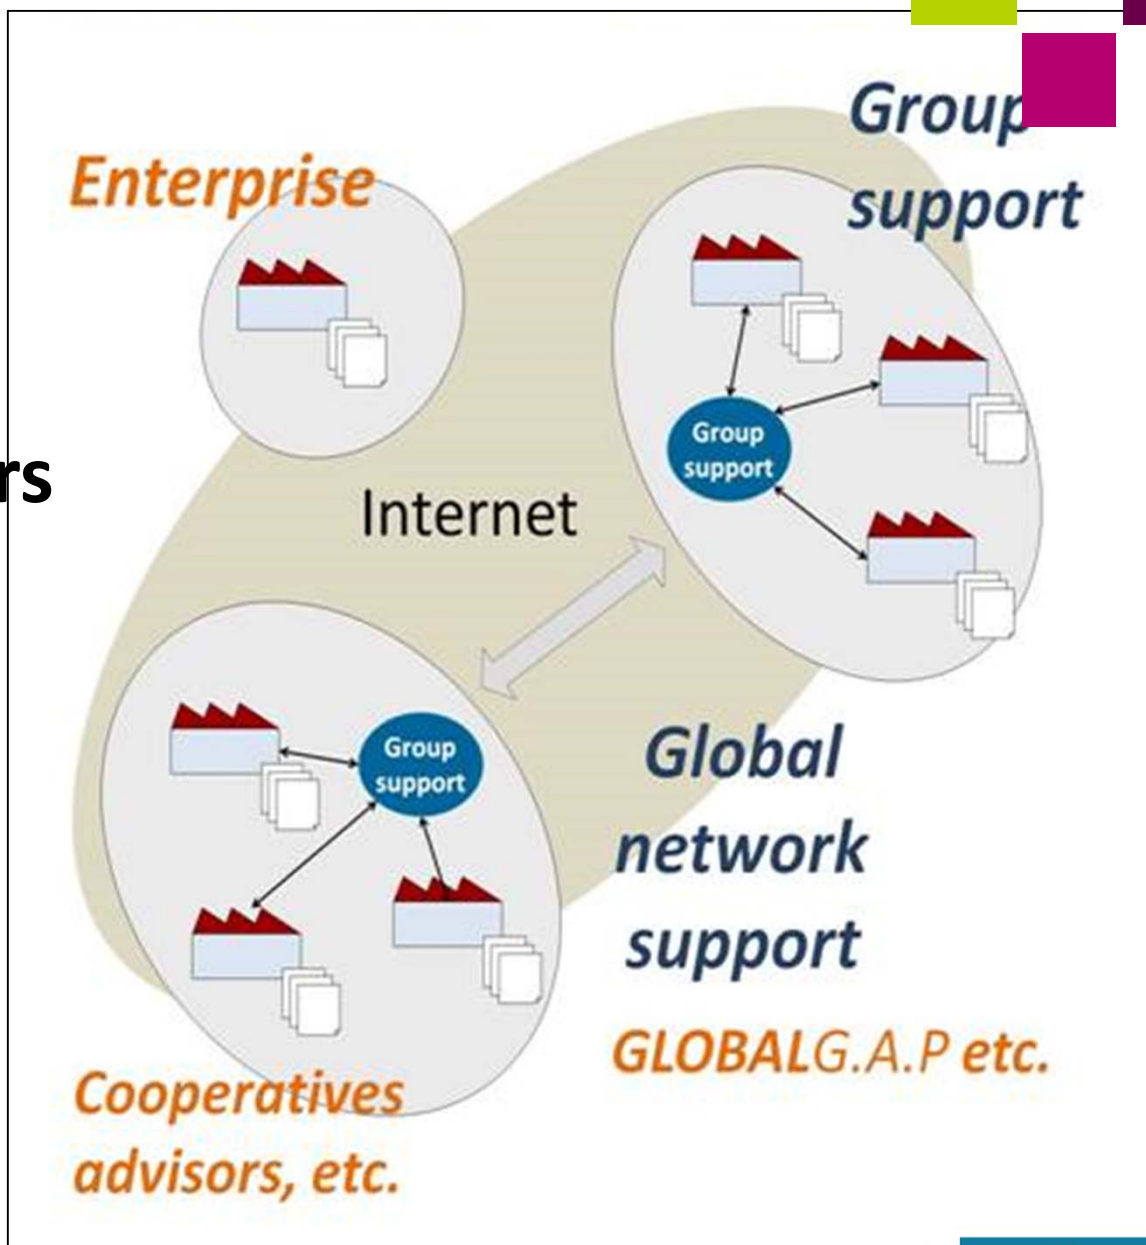 Group
support
Enterprise
Group
support
rs
Internet
Group
support
Global
network
support
GLOBALG.A.P etc.
Cooperatives
advisors, etc.